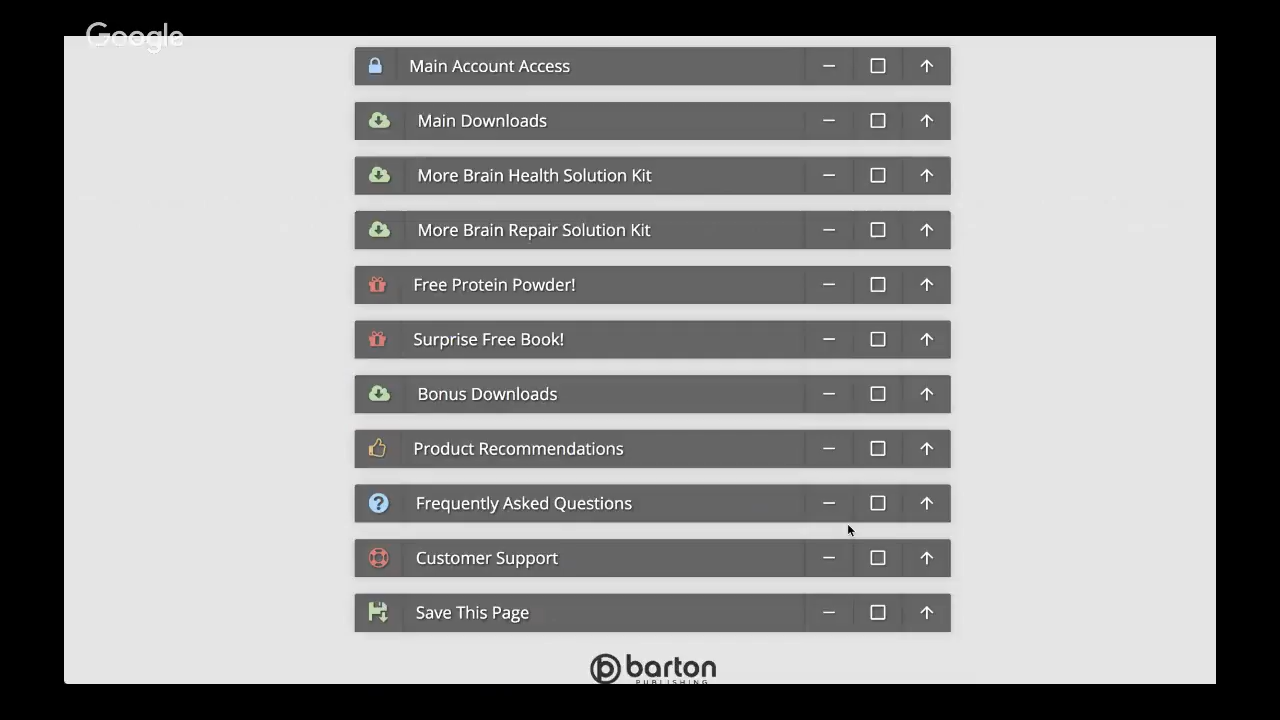 Google
Main Account Access
Main Downloads
More Brain Health Solution Kit
More Brain Repair Solution Kit
Free Protein Powder!
Surprise Free Book!
Bonus Downloads
Product Recommendations
Frequently Asked Questions
Customer Support
Save This Page
barton
PUBLISHING